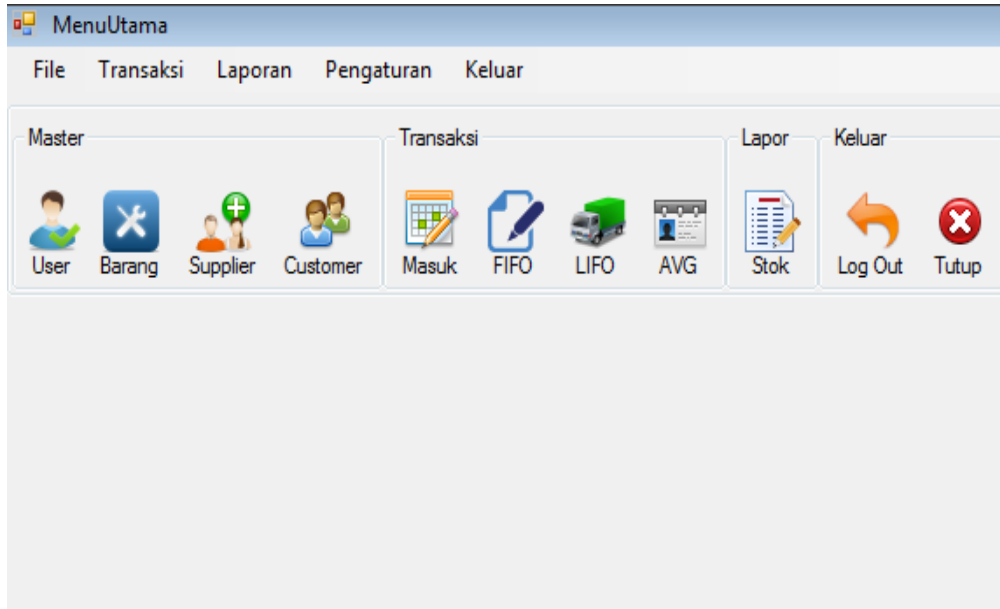 MenuUtama
File Transaksi Laporan Pengaturan Keluar
Master Transaksi Lapor Keluar
User Barang Supplier Customer Masuk FIFO LIFO AVG Stok Log Out Tutup